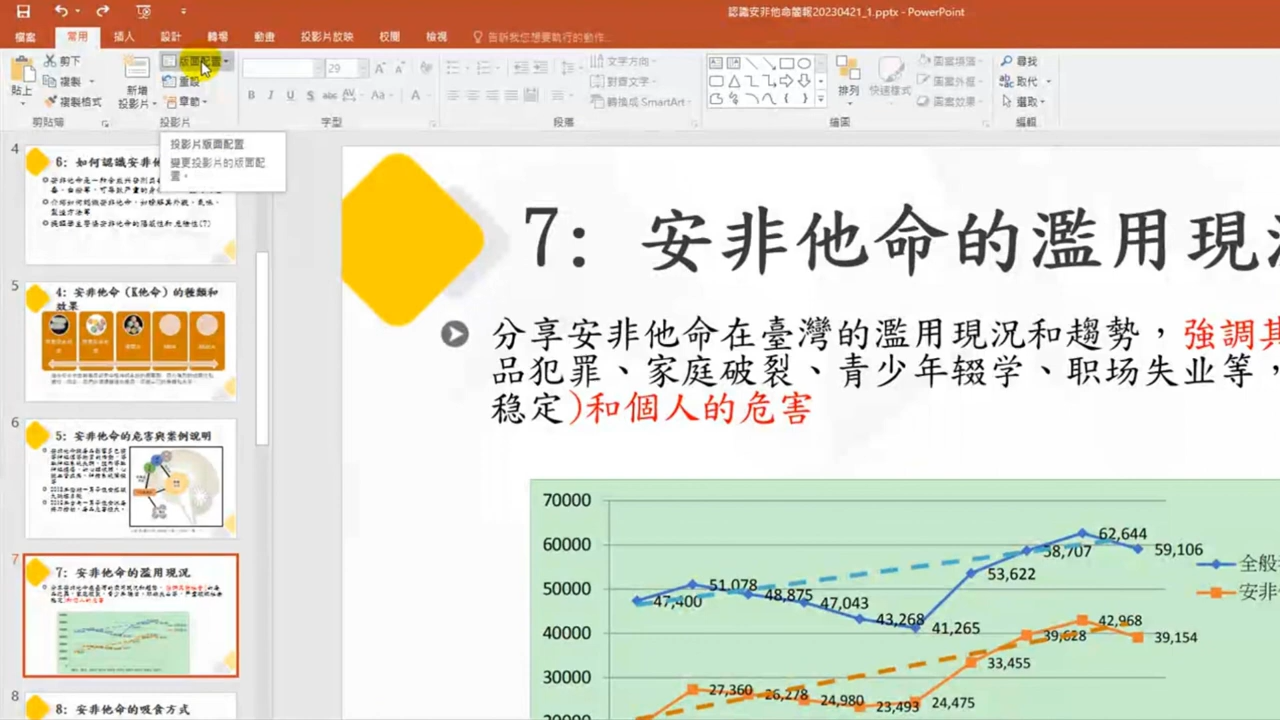 認識安非他命簡報20230421_1.pptx - PowerPoint
檔案 常用 插入 設計 轉場 動畫 投影片放映 校閱 檢視 告訴我您想要執行的動作...
貼上
剪下
複製
複製格式
剪貼簿
新增
投影片
版面配置
重設
章節
投影片
29
B I U S abc AV Aa A
字型
文字方向
對齊文字
轉換成 SmartArt
段落
排列
快速樣式
圖案填滿
圖案外框
圖案效果
繪圖
尋找
取代
選取
編輯
投影片版面配置
變更投影片的版面配
置。
4
6: 如何認識安非
5
4: 安非他命 (K他命) 的種類和
效果
6
5: 安非他命的危害與案例說明
7
7: 安非他命的濫用現況
8
8: 安非他命的吸食方式
7: 安非他命的濫用現況
分享安非他命在臺灣的濫用現況和趨勢，強調其
品犯罪、家庭破裂、青少年辍学、职场失业等，
稳定)和個人的危害
70000
60000
50000
40000
30000
20000
47,400
51,078
48,875
47,043
43,268
41,265
53,622
58,707
62,644
59,106
27,360
26,278
24,980
23,493
24,475
33,455
39,628
42,968
39,154
全般
安非